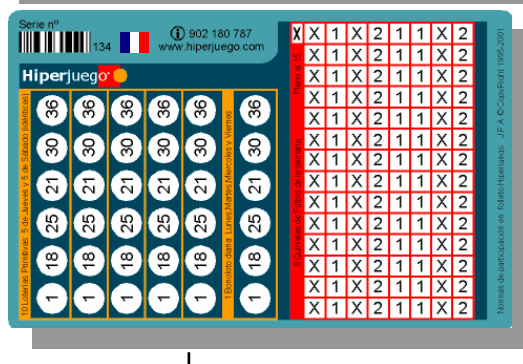 Serie nº
134
902 180 787
www.hiperjuego.com
Hiperjuego
10 Loterías Primitivas: 5 de Jueves y 5 de Sábado (idénticas)
36 36 36 36 36 36
30 30 30 30 30 30
21 21 21 21 21 21
25 25 25 25 25 25
18 18 18 18 18 18
1 1 1 1 1 1
1 Bonoloto diaria: Lunes,Martes,Miercoles y Viernes
Pleno al 15:
5 Quinielas de Fútbol de la semana
X X 1 X 2 1 1 X 2
X 1 X 2 1 1 X 2
X 1 X 2 1 1 X 2
X 1 X 2 1 1 X 2
X 1 X 2 1 1 X 2
X 1 X 2 1 1 X 2
X 1 X 2 1 1 X 2
X 1 X 2 1 1 X 2
X 1 X 2 1 1 X 2
X 1 X 2 1 1 X 2
X 1 X 2 1 1 X 2
X 1 X 2 1 1 X 2
X 1 X 2 1 1 X 2
X 1 X 2 1 1 X 2
Normas de participación en folleto Hiperjuego J.F. A ©CopyRight 1995-2001